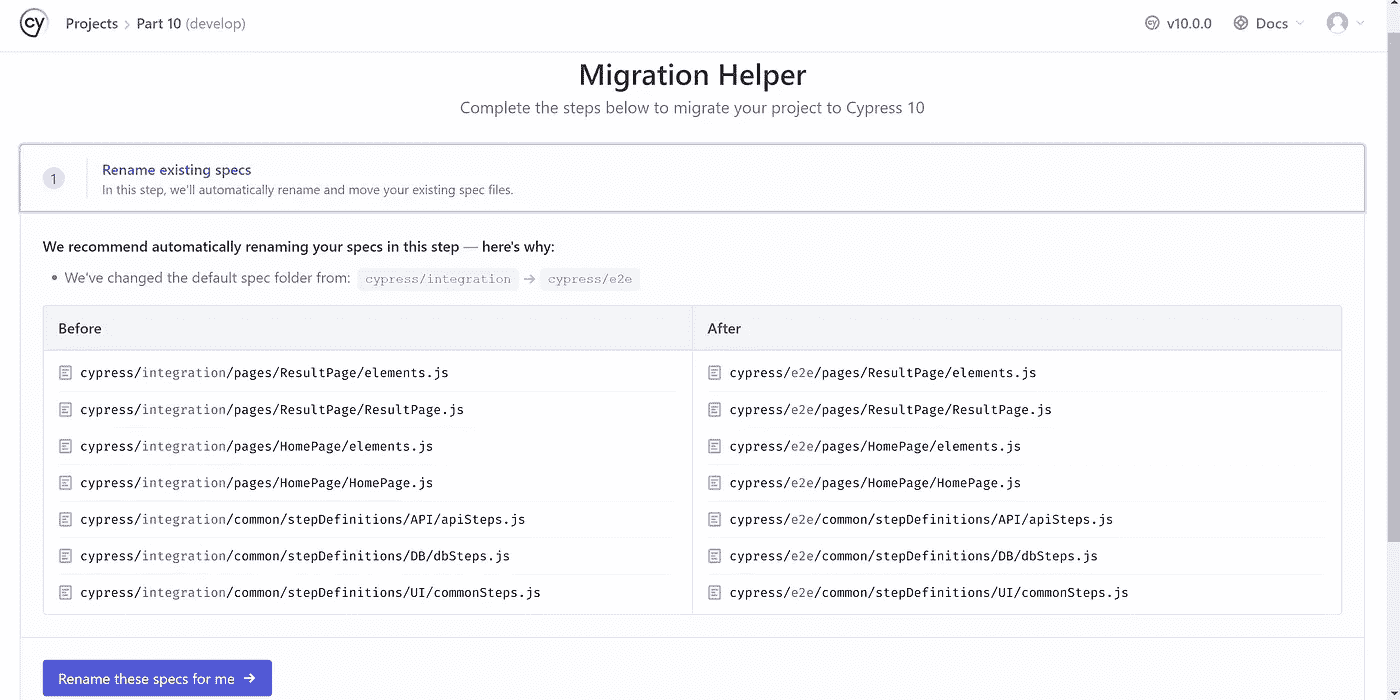 cy Projects > Part 10 (develop) cy v10.0.0 Docs
Migration Helper
Complete the steps below to migrate your project to Cypress 10
1 Rename existing specs
In this step, we'll automatically rename and move your existing spec files.
We recommend automatically renaming your specs in this step — here's why:
• We've changed the default spec folder from: cypress/integration → cypress/e2e
Before After
cypress/integration/pages/ResultPage/elements.js cypress/e2e/pages/ResultPage/elements.js
cypress/integration/pages/ResultPage/ResultPage.js cypress/e2e/pages/ResultPage/ResultPage.js
cypress/integration/pages/HomePage/elements.js cypress/e2e/pages/HomePage/elements.js
cypress/integration/pages/HomePage/HomePage.js cypress/e2e/pages/HomePage/HomePage.js
cypress/integration/common/stepDefinitions/API/apiSteps.js cypress/e2e/common/stepDefinitions/API/apiSteps.js
cypress/integration/common/stepDefinitions/DB/dbSteps.js cypress/e2e/common/stepDefinitions/DB/dbSteps.js
cypress/integration/common/stepDefinitions/UI/commonSteps.js cypress/e2e/common/stepDefinitions/UI/commonSteps.js
Rename these specs for me →